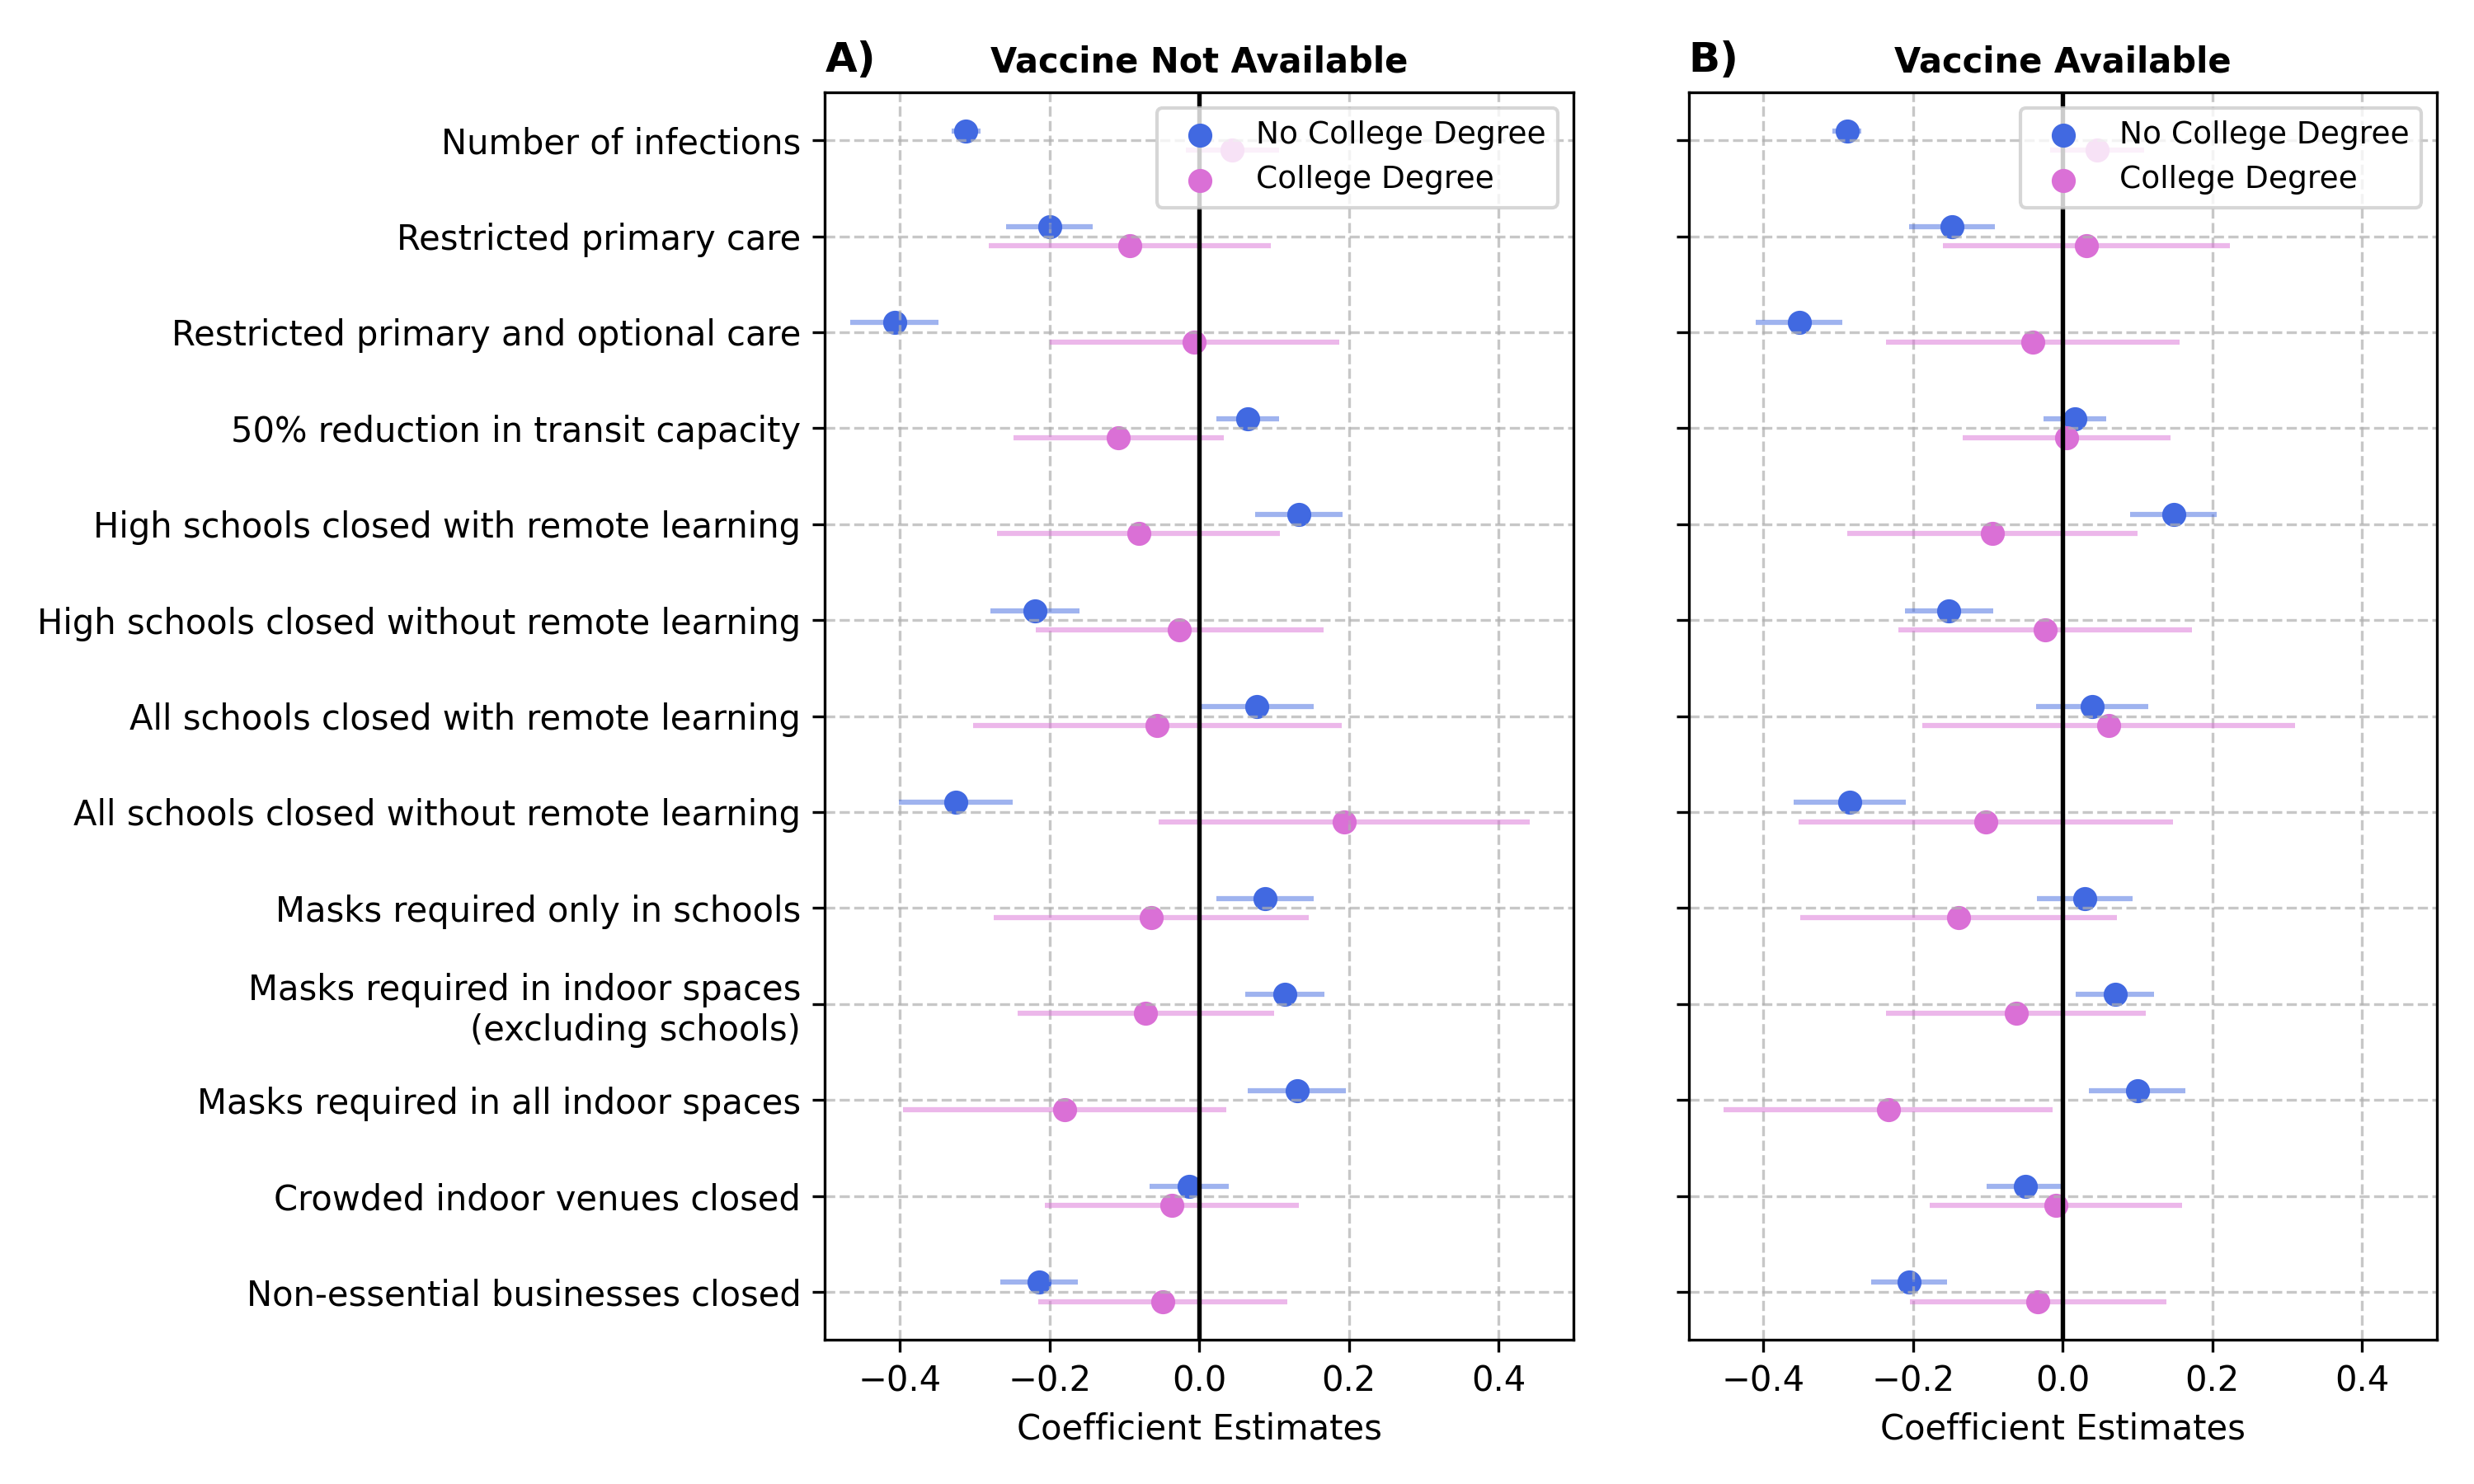 A) Vaccine Not Available
B) Vaccine Available
No College Degree
College Degree
No College Degree
College Degree
Number of infections
Restricted primary care
Restricted primary and optional care
50% reduction in transit capacity
High schools closed with remote learning
High schools closed without remote learning
All schools closed with remote learning
All schools closed without remote learning
Masks required only in schools
Masks required in indoor spaces
(excluding schools)
Masks required in all indoor spaces
Crowded indoor venues closed
Non-essential businesses closed
−0.4 −0.2 0.0 0.2 0.4
−0.4 −0.2 0.0 0.2 0.4
Coefficient Estimates
Coefficient Estimates